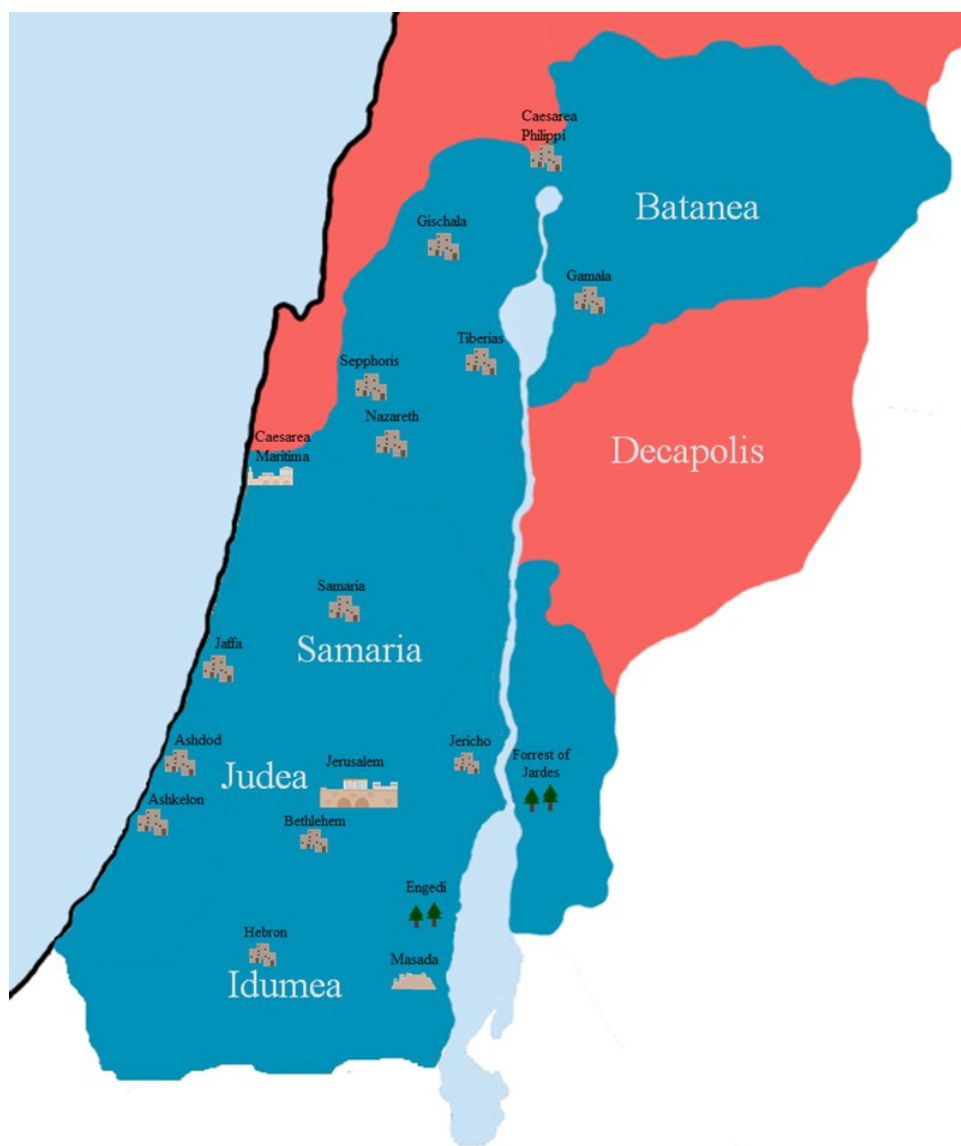 Caesarea
Philippi
Batanea
Gischala
Gamala
Tiberias
Sepphoris
Nazareth
Caesarea
Maritima
Decapolis
Samaria
Samaria
Jaffa
Ashdod
Jericho
Forrest of
Jardes
Jerusalem
Judea
Ashkelon
Bethlehem
Engedi
Hebron
Masada
Idumea